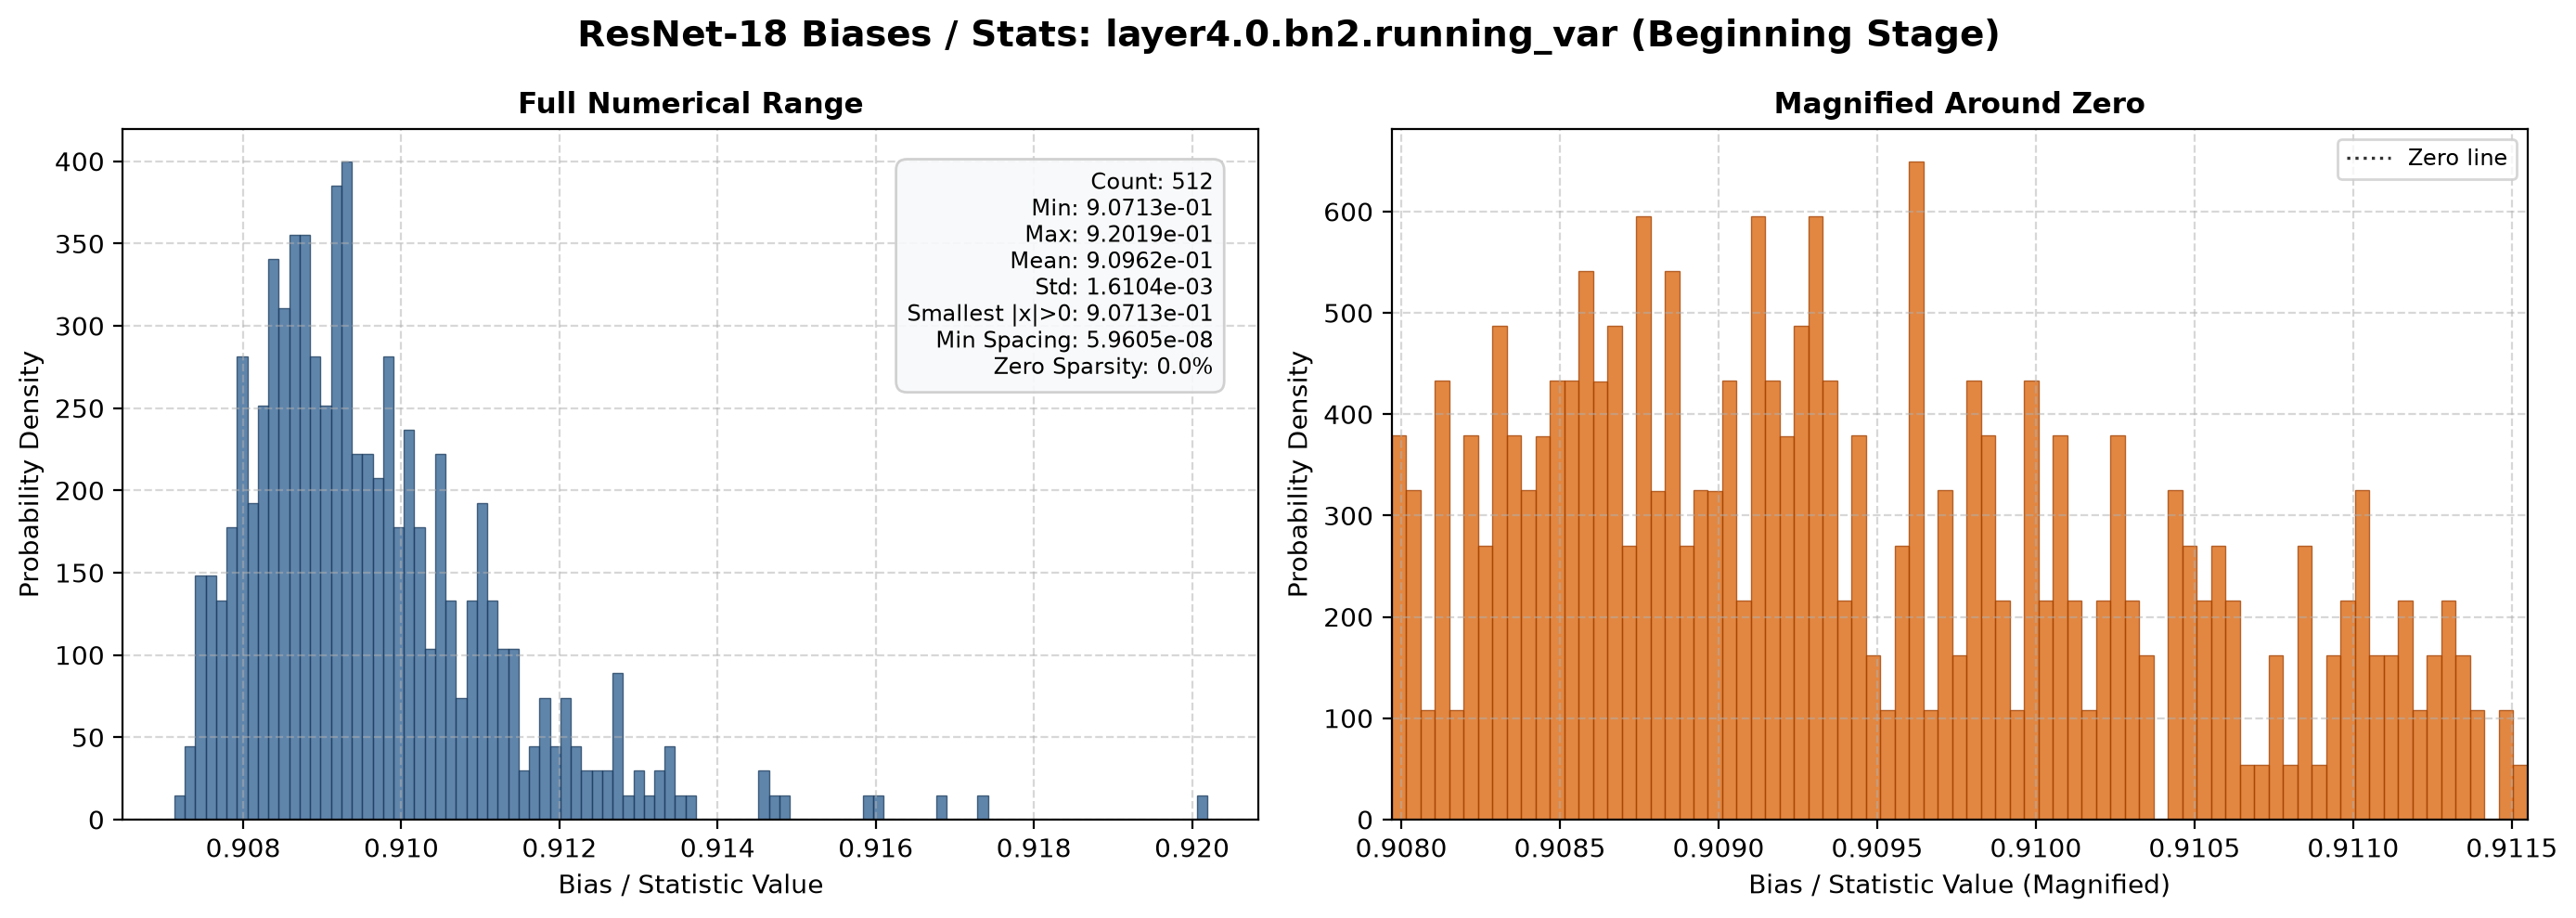 ResNet-18 Biases / Stats: layer4.0.bn2.running_var (Beginning Stage)
Full Numerical Range
Probability Density
400
350
300
250
200
150
100
50
0
Count: 512
Min: 9.0713e-01
Max: 9.2019e-01
Mean: 9.0962e-01
Std: 1.6104e-03
Smallest |x|>0: 9.0713e-01
Min Spacing: 5.9605e-08
Zero Sparsity: 0.0%
0.908 0.910 0.912 0.914 0.916 0.918 0.920
Bias / Statistic Value
Magnified Around Zero
Probability Density
600
500
400
300
200
100
0
Zero line
0.9080 0.9085 0.9090 0.9095 0.9100 0.9105 0.9110 0.9115
Bias / Statistic Value (Magnified)